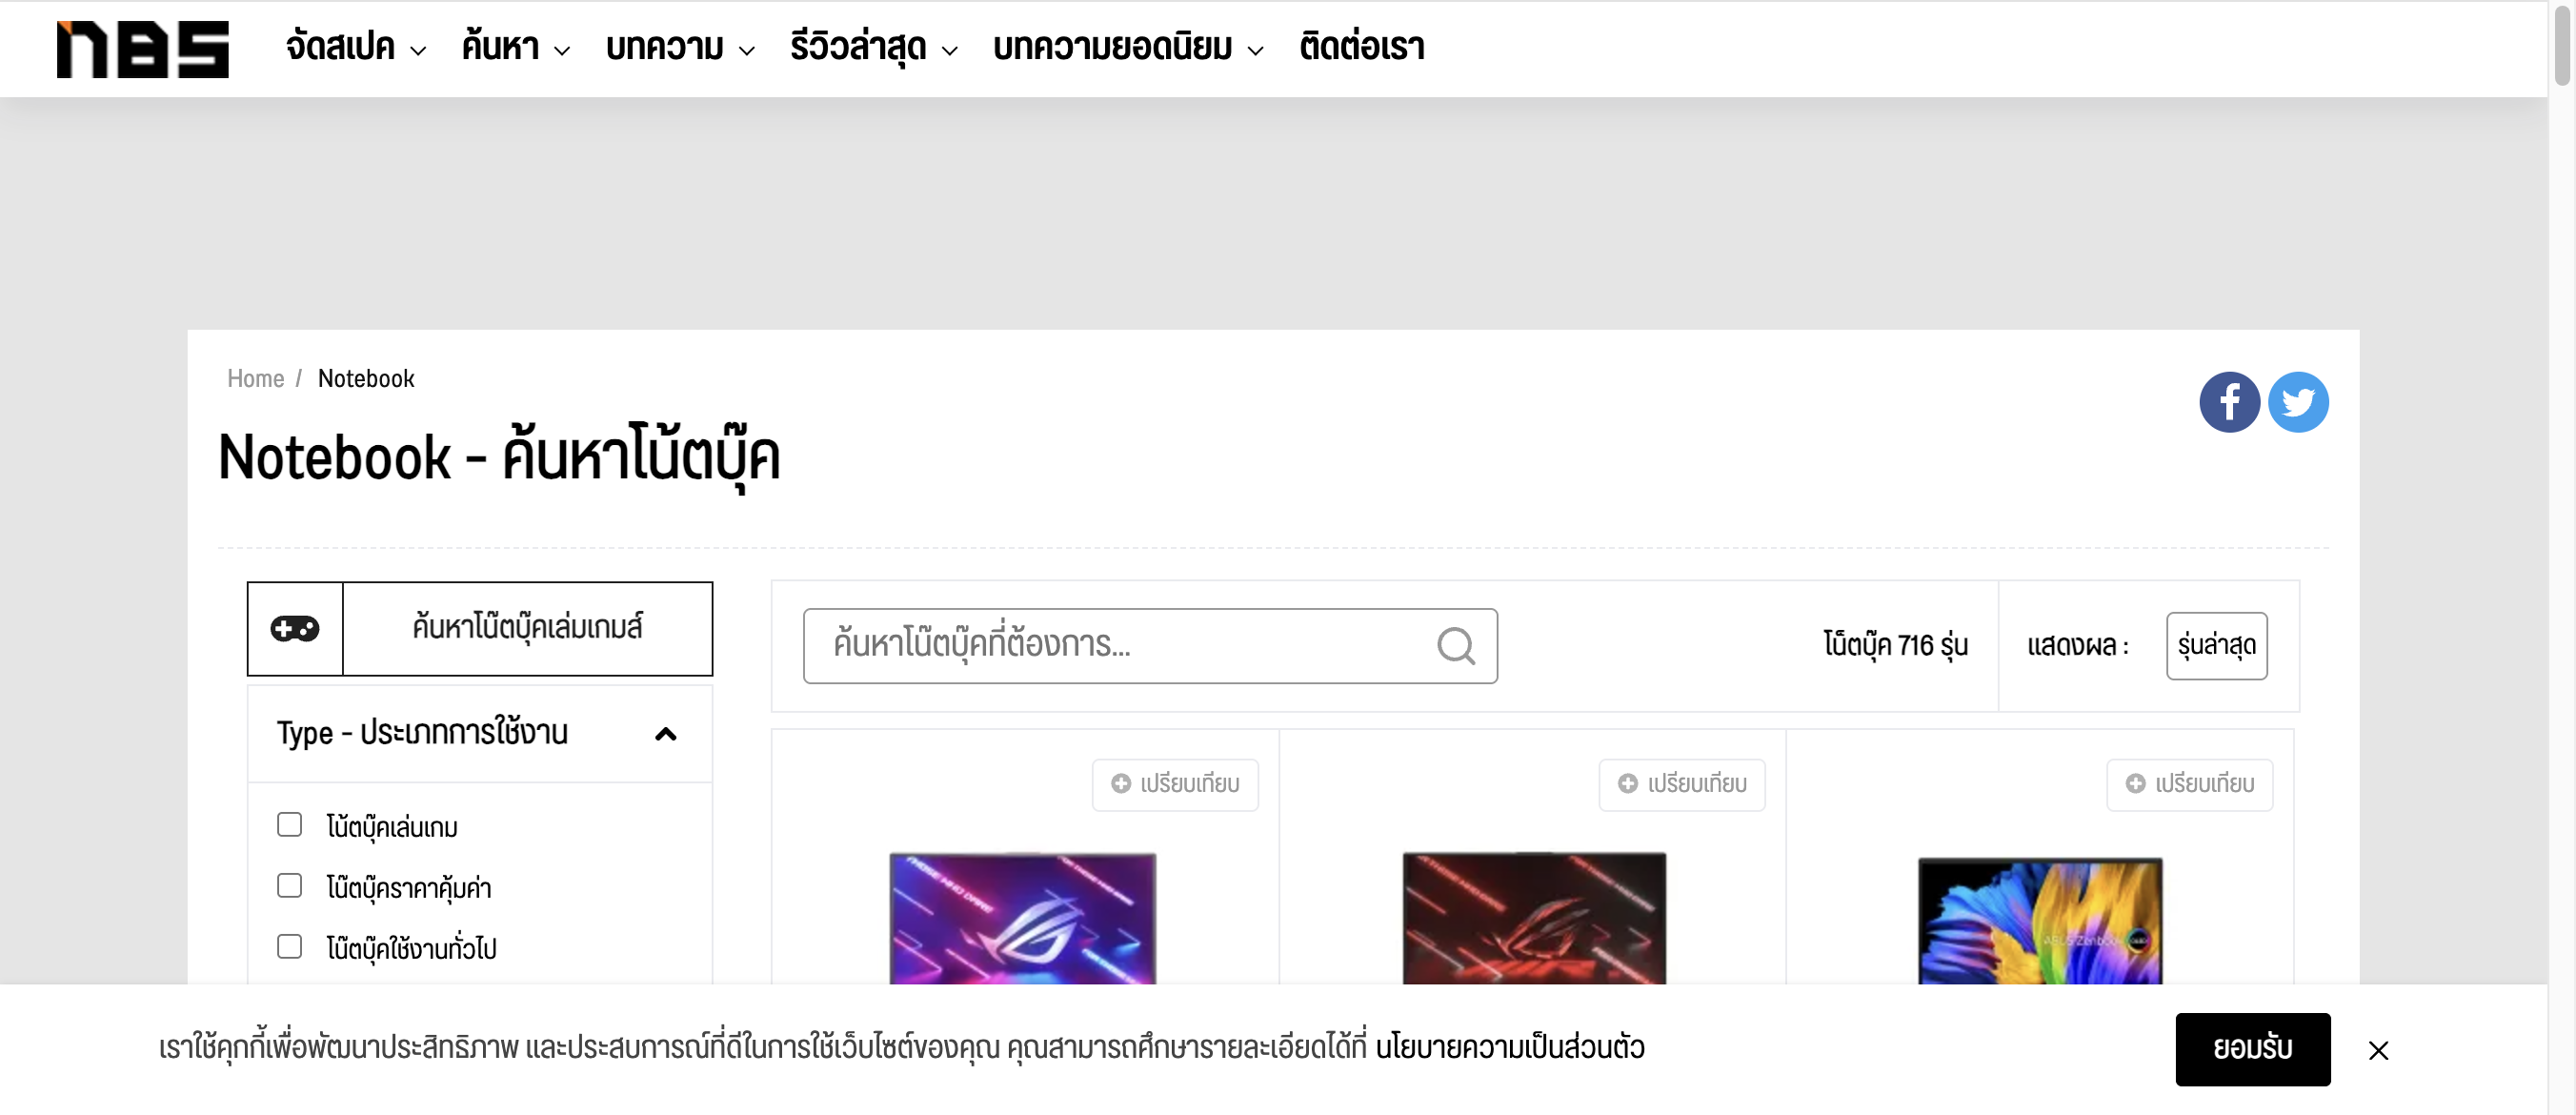 nBS
จัดสเปค ค้นหา บทความ รีวิวล่าสุด บทความยอดนิยม ติดต่อเรา
Home / Notebook
Notebook - ค้นหาโน้ตบุ๊ค
ค้นหาโน๊ตบุ๊คเล่มเกมส์
ค้นหาโน๊ตบุ๊คที่ต้องการ...
โน็ตบุ๊ค 716 รุ่น
แสดงผล :
รุ่นล่าสุด
Type - ประเภทการใช้งาน
เปรียบเทียบ
เปรียบเทียบ
เปรียบเทียบ
โน้ตบุ๊คเล่นเกม
โน๊ตบุ๊คราคาคุ้มค่า
โน๊ตบุ๊คใช้งานทั่วไป
ASUS Zenbook
เราใช้คุกกี้เพื่อพัฒนาประสิทธิภาพ และประสบการณ์ที่ดีในการใช้เว็บไซต์ของคุณ คุณสามารถศึกษารายละเอียดได้ที่ นโยบายความเป็นส่วนตัว
ยอมรับ